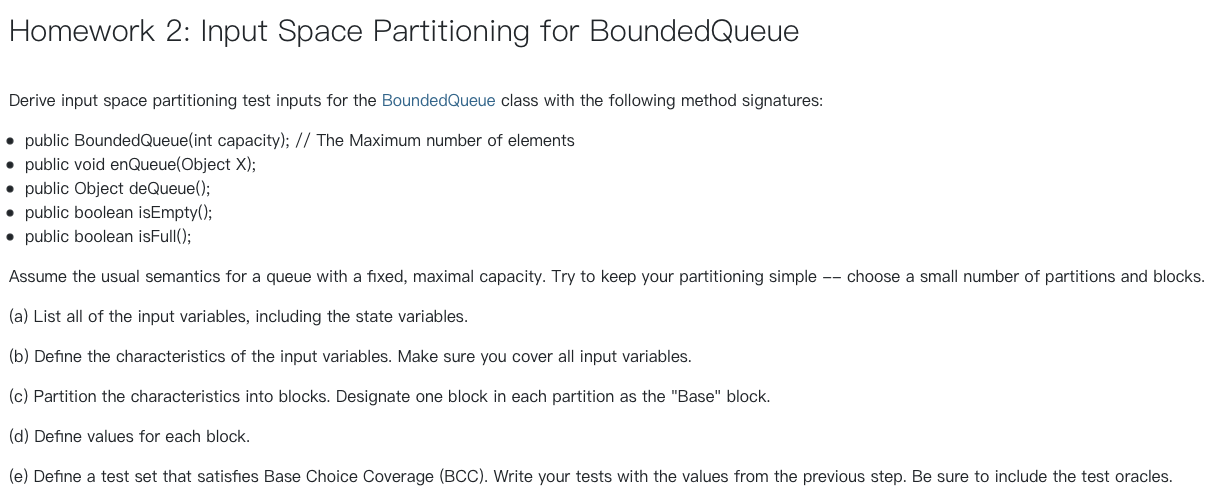 Homework 2: Input Space Partitioning for BoundedQueue
Derive input space partitioning test inputs for the BoundedQueue class with the following method signatures:
• public BoundedQueue(int capacity); // The Maximum number of elements
• public void enQueue(Object X);
• public Object deQueue();
• public boolean isEmpty();
• public boolean isFull();
Assume the usual semantics for a queue with a fixed, maximal capacity. Try to keep your partitioning simple -- choose a small number of partitions and blocks.
(a) List all of the input variables, including the state variables.
(b) Define the characteristics of the input variables. Make sure you cover all input variables.
(c) Partition the characteristics into blocks. Designate one block in each partition as the "Base" block.
(d) Define values for each block.
(e) Define a test set that satisfies Base Choice Coverage (BCC). Write your tests with the values from the previous step. Be sure to include the test oracles.